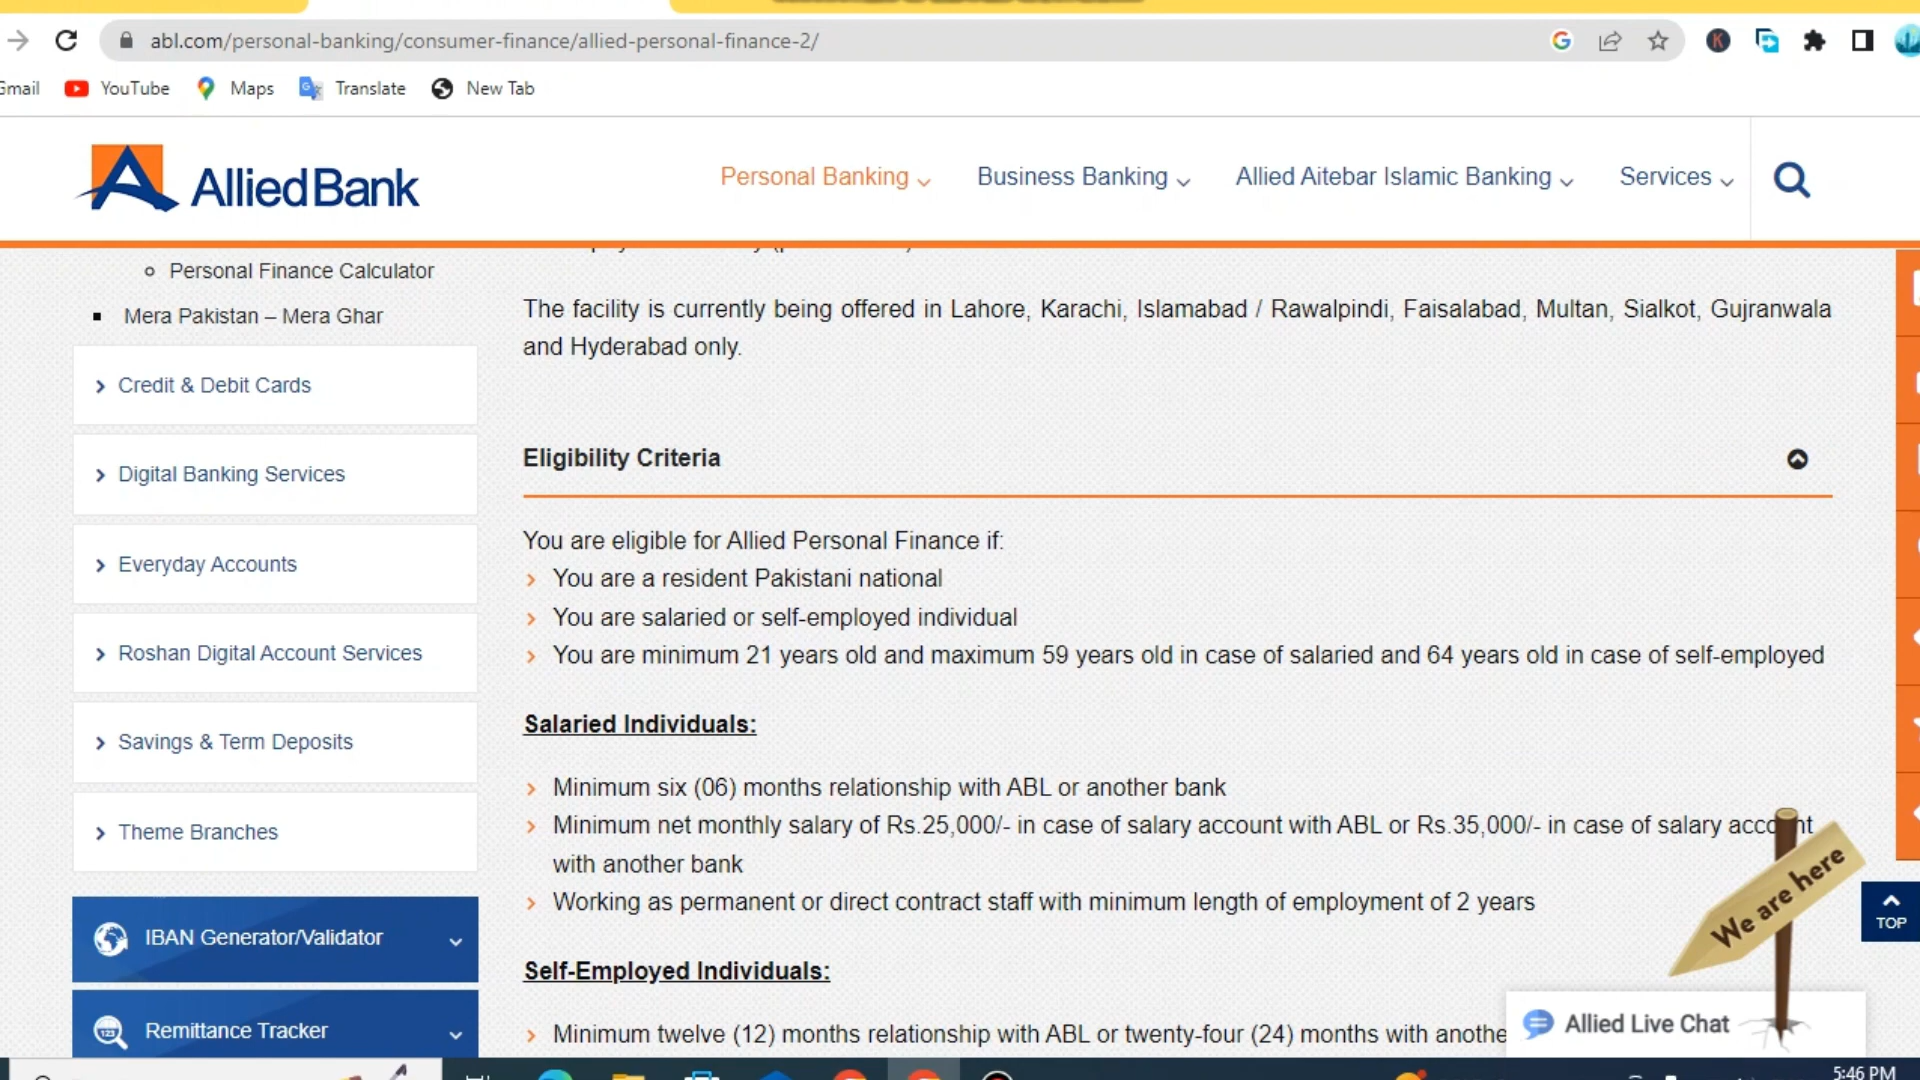 abl.com/personal-banking/consumer-finance/allied-personal-finance-2/
YouTube
Maps
Translate
New Tab
AlliedBank
Personal Banking
Business Banking
Allied Aitebar Islamic Banking
Services
Personal Finance Calculator
Mera Pakistan – Mera Ghar
Credit & Debit Cards
Digital Banking Services
Everyday Accounts
Roshan Digital Account Services
Savings & Term Deposits
Theme Branches
IBAN Generator/Validator
Remittance Tracker
The facility is currently being offered in Lahore, Karachi, Islamabad / Rawalpindi, Faisalabad, Multan, Sialkot, Gujranwala
and Hyderabad only.
Eligibility Criteria
You are eligible for Allied Personal Finance if:
You are a resident Pakistani national
You are salaried or self-employed individual
You are minimum 21 years old and maximum 59 years old in case of salaried and 64 years old in case of self-employed
Salaried Individuals:
Minimum six (06) months relationship with ABL or another bank
Minimum net monthly salary of Rs.25,000/- in case of salary account with ABL or Rs.35,000/- in case of salary account
with another bank
Working as permanent or direct contract staff with minimum length of employment of 2 years
Self-Employed Individuals:
Minimum twelve (12) months relationship with ABL or twenty-four (24) months with
We are here
TOP
Allied Live Chat
5:46 PM